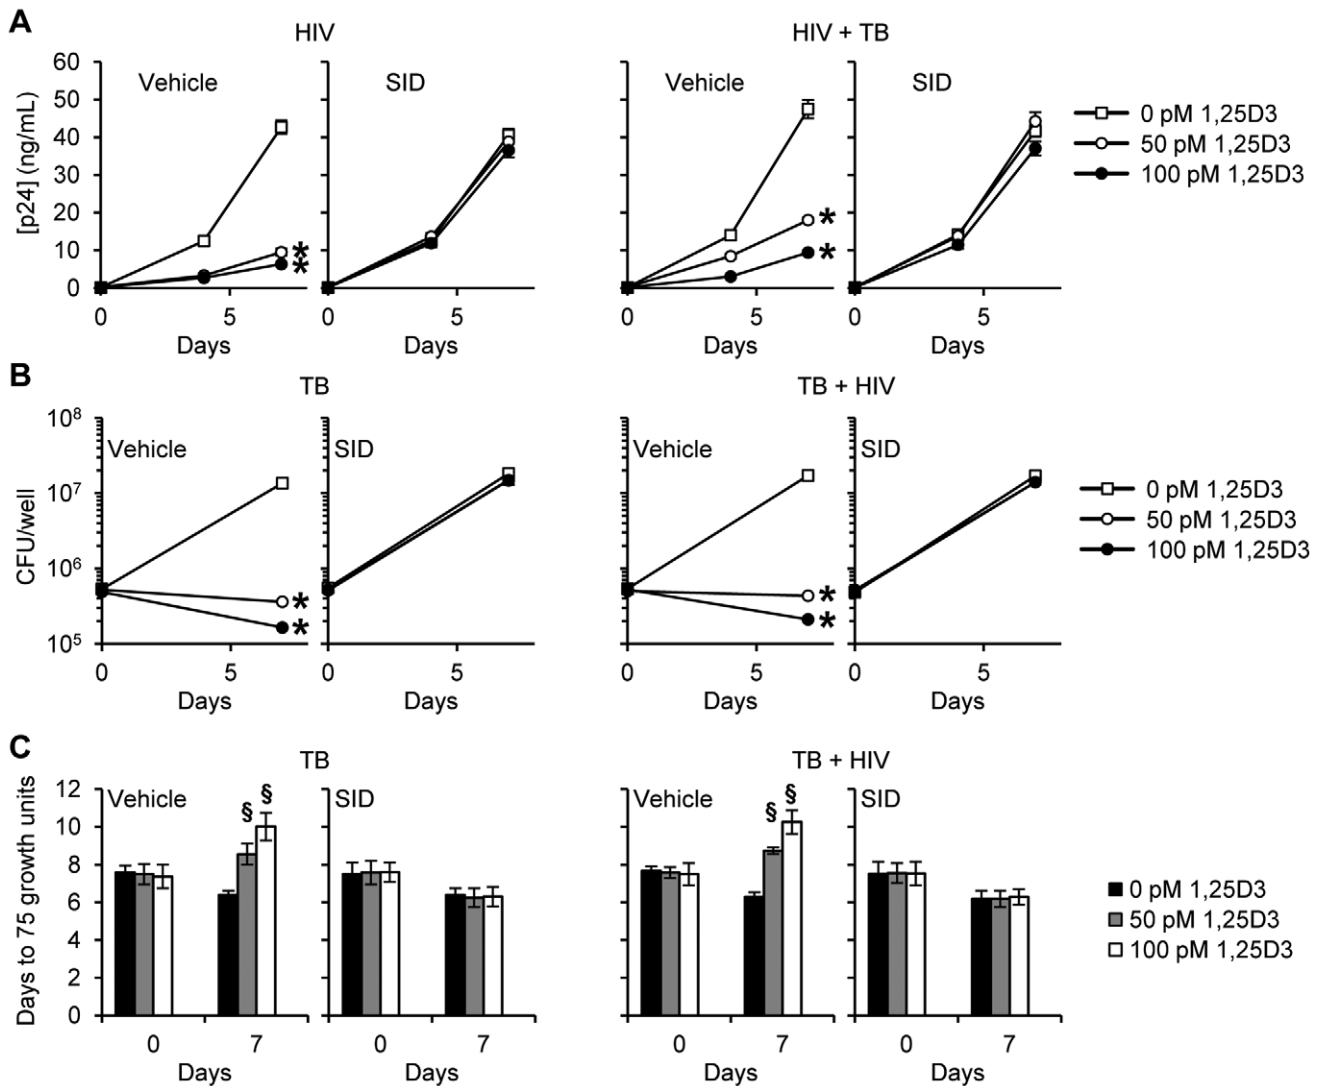 A
HIV
HIV + TB
Vehicle
SID
Vehicle
SID
[p24] (ng/mL)
60
50
40
30
20
10
0
*
*
*
*
0 5
0 5
0 5
0 5
Days
Days
Days
Days
0 pM 1,25D3
50 pM 1,25D3
100 pM 1,25D3
B
TB
TB + HIV
Vehicle
SID
Vehicle
SID
CFU/well
10⁸
10⁷
10⁶
10⁵
*
*
*
*
0 5
0 5
0 5
0 5
Days
Days
Days
Days
0 pM 1,25D3
50 pM 1,25D3
100 pM 1,25D3
C
TB
TB + HIV
Vehicle
SID
Vehicle
SID
Days to 75 growth units
12
10
8
6
4
2
0
§ §
§ §
0 7
0 7
0 7
0 7
Days
Days
Days
Days
0 pM 1,25D3
50 pM 1,25D3
100 pM 1,25D3